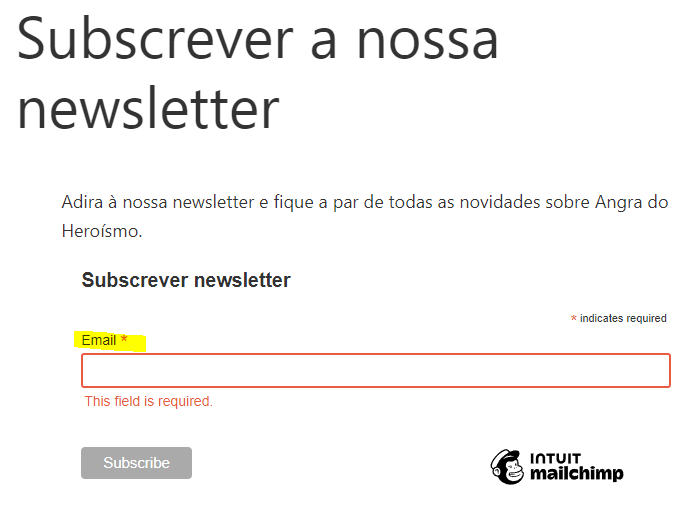 Subscrever a nossa
newsletter
Adira à nossa newsletter e fique a par de todas as novidades sobre Angra do
Heroísmo.
Subscrever newsletter
* indicates required
Email *
This field is required.
Subscribe
INTUIT
mailchimp